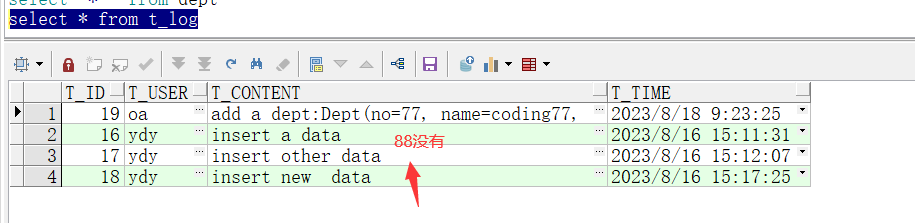 select * from dept
select * from t_log
T_ID T_USER T_CONTENT T_TIME
1 19 oa add a dept:Dept(no=77, name=coding77, 2023/8/18 9:23:25
2 16 ydy insert a data 2023/8/16 15:11:31
88没有
3 17 ydy insert other data 2023/8/16 15:12:07
4 18 ydy insert new  data 2023/8/16 15:17:25